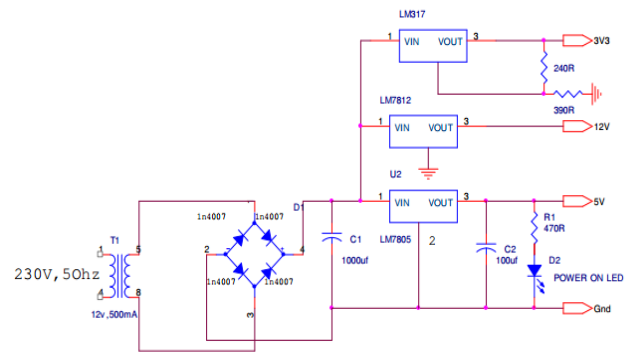 LM317
1 VIN VOUT 3 3V3
240R
390R
LM7812
1 VIN VOUT 3 12V
U2
1 VIN VOUT 3 5V
LM7805 2
D1
1n4007 1n4007
2 4
1n4007 1n4007
3
C1
1000uf
C2
100uf
R1
470R
D2
POWER ON LED
Gnd
T1
1 5
230V,50hz
4 8
12v,500mA